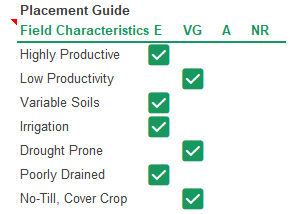 Placement Guide
Field Characteristics E VG A NR
Highly Productive
Low Productivity
Variable Soils
Irrigation
Drought Prone
Poorly Drained
No-Till, Cover Crop